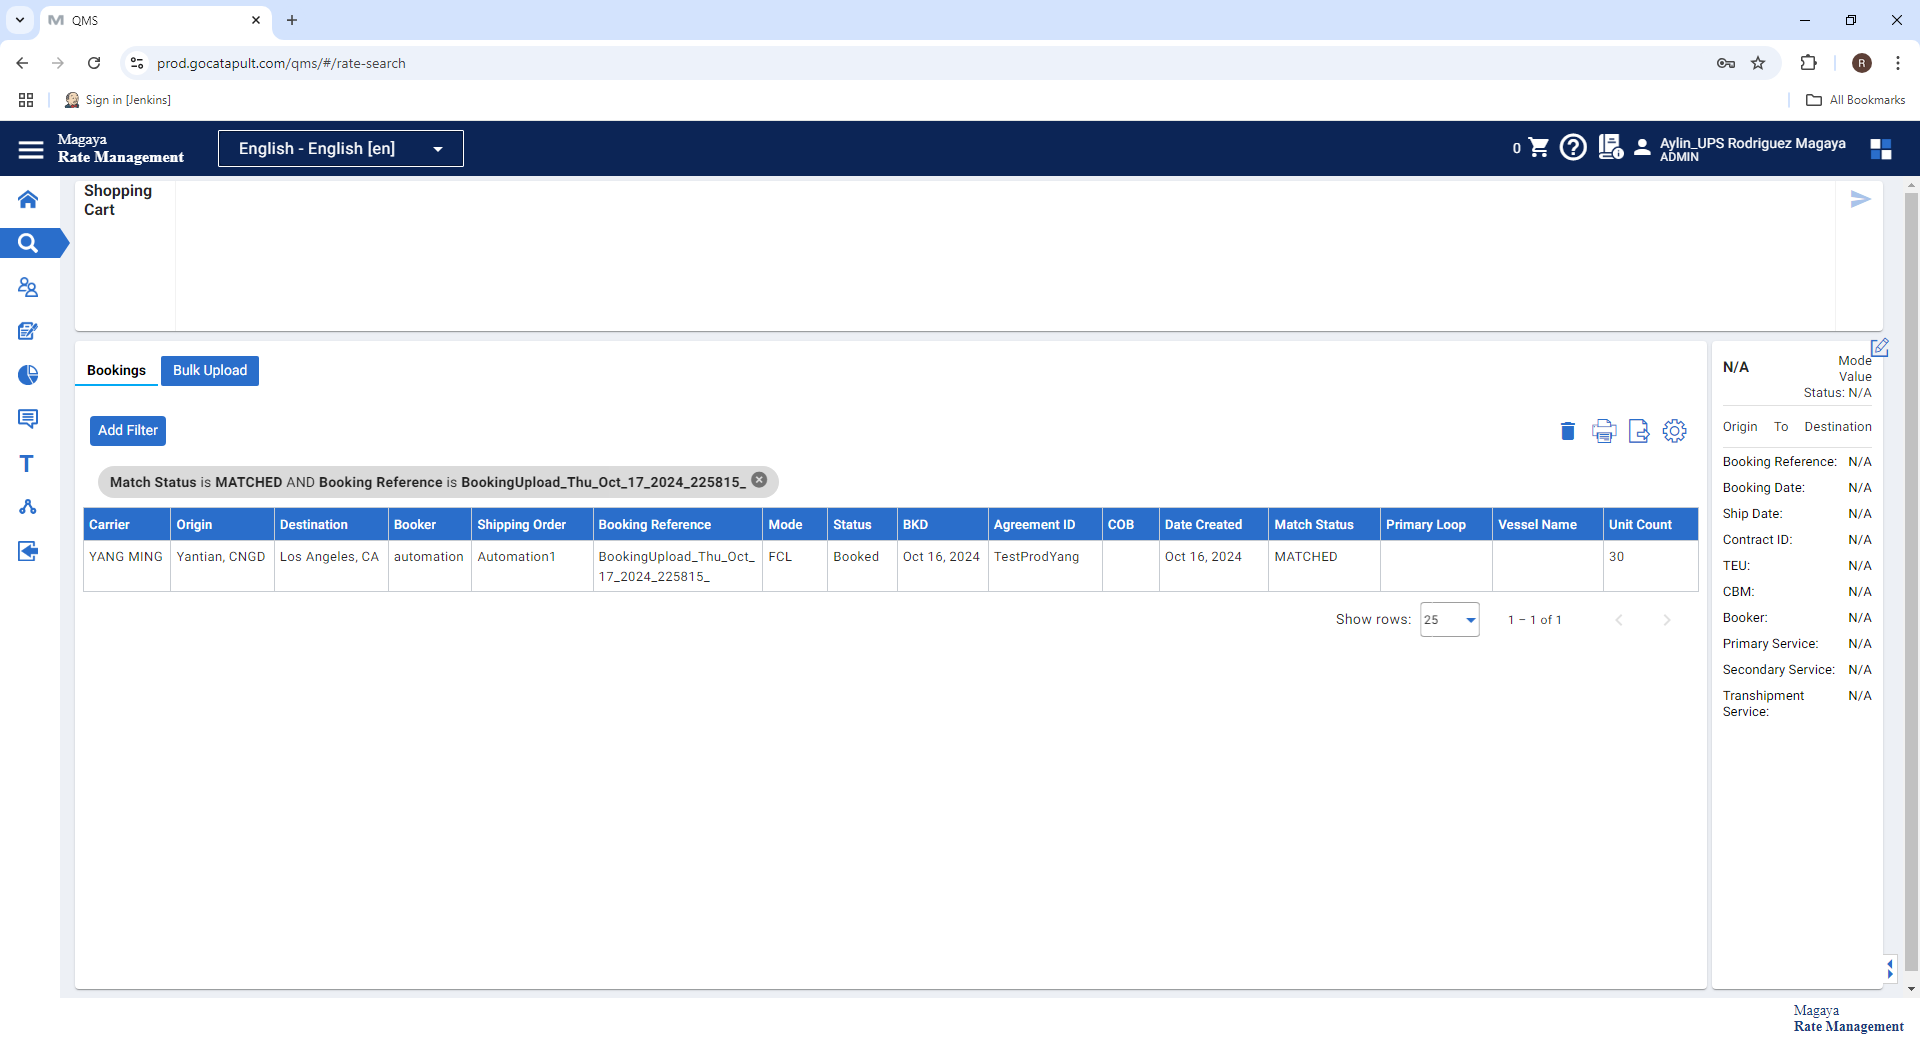 QMS
prod.gocatapult.com/qms/#/rate-search
R
Sign in [Jenkins]
All Bookmarks
Magaya
Rate Management
English - English [en]
0
Aylin_UPS Rodriguez Magaya
ADMIN
Shopping
Cart
Bookings
Bulk Upload
Add Filter
Match Status is MATCHED AND Booking Reference is BookingUpload_Thu_Oct_17_2024_225815_
Carrier Origin Destination Booker Shipping Order Booking Reference Mode Status BKD Agreement ID COB Date Created Match Status Primary Loop Vessel Name Unit Count
YANG MING Yantian, CNGD Los Angeles, CA automation Automation1 BookingUpload_Thu_Oct_ FCL Booked Oct 16, 2024 TestProdYang Oct 16, 2024 MATCHED 30
17_2024_225815_
Show rows: 25 1 – 1 of 1
N/A
Mode
Value
Status: N/A
Origin To Destination
Booking Reference: N/A
Booking Date: N/A
Ship Date: N/A
Contract ID: N/A
TEU: N/A
CBM: N/A
Booker: N/A
Primary Service: N/A
Secondary Service: N/A
Transhipment N/A
Service:
T
Magaya
Rate Management